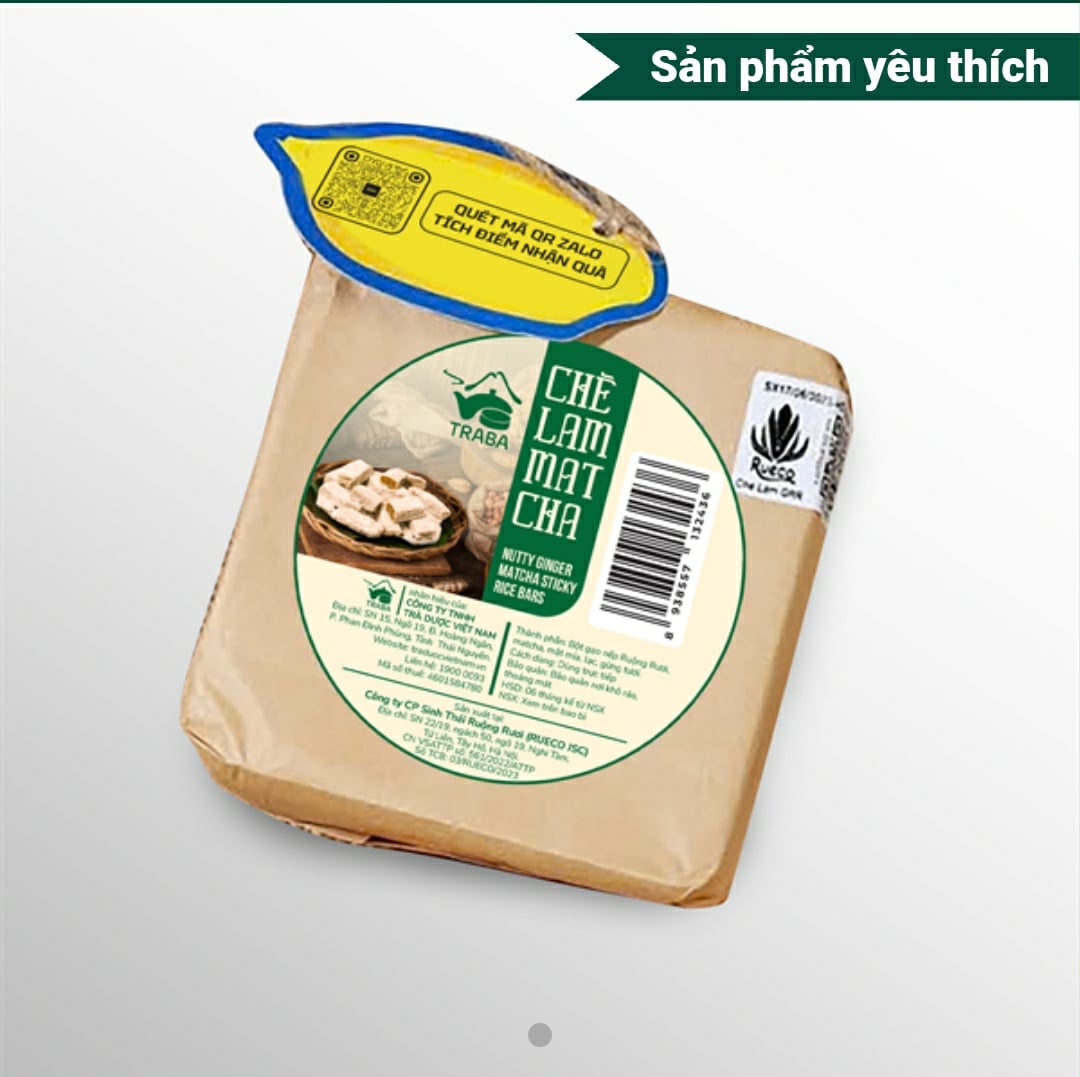 Sản phẩm yêu thích
QUÉT MÃ QR ZALO
TÍCH ĐIỂM NHẬN QUÀ
TRABA
CHÈ
LAM
MAT
CHA
NUTTY GINGER
MATCHA STICKY
RICE BARS
8 938557 132436
SX17/06/2023
RUECO
Chè Lam
TRABA
nhãn hiệu của:
CÔNG TY TNHH
TRÀ DƯỢC VIỆT NAM
Địa chỉ: SN 15, Ngõ 19, Đ. Hoàng Ngân,
P. Phan Đình Phùng, Tỉnh Thái Nguyên.
Website: traduocvietnam.vn
Liên hệ: 1900 0093
Mã số thuế: 4601584780
Thành phần: Bột gạo nếp Ruộng Rươi,
matcha, mật mía, lạc, gừng tươi.
Cách dùng: Dùng trực tiếp
Bảo quản: Bảo quản nơi khô ráo,
thoáng mát
HSD: 06 tháng kể từ NSX
NSX: Xem trên bao bì
Sản xuất tại:
Công ty CP Sinh Thái Ruộng Rươi (RUECO JSC)
Địa chỉ: SN 22/19, ngách 50, ngõ 19, Nghi Tàm,
Tứ Liên, Tây Hồ, Hà Nội.
CN VSATTP số: 661/2022/ATTP
Số TCB: 03/RUECO/2023